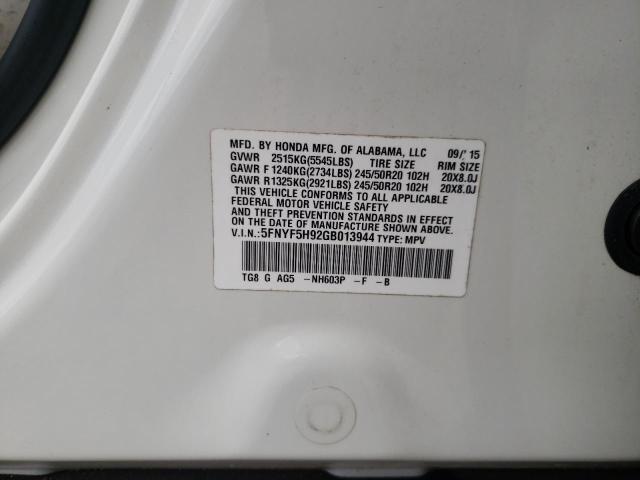 MFD. BY HONDA MFG. OF ALABAMA, LLC 09/15
GVWR 2515KG(5545LBS) TIRE SIZE RIM SIZE
GAWR F 1240KG(2734LBS) 245/50R20 102H 20X8.0J
GAWR R1325KG(2921LBS) 245/50R20 102H 20X8.0J
THIS VEHICLE CONFORMS TO ALL APPLICABLE
FEDERAL MOTOR VEHICLE SAFETY
AND THEFT PREVENTION STANDARDS IN EFFECT
ON THE DATE OF MANUFACTURE SHOWN ABOVE.
V.I.N.:5FNYF5H92GB013944 TYPE: MPV
TG8 G AG5 -NH603P -F -B